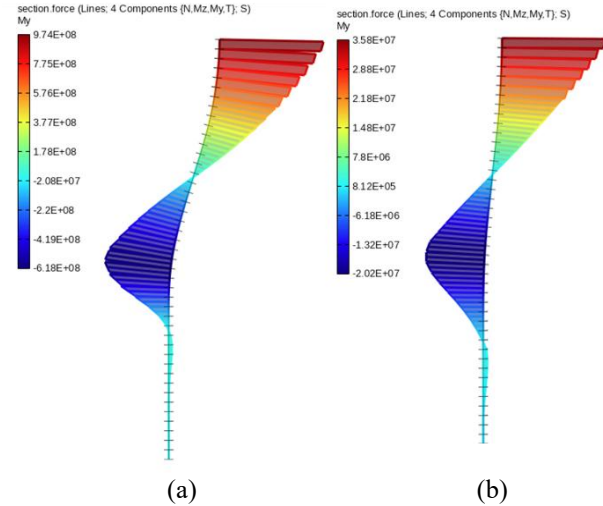 section.force (Lines; 4 Components {N,Mz,My,T}; S)
My
9.74E+08
7.75E+08
5.76E+08
3.77E+08
1.78E+08
-2.08E+07
-2.2E+08
-4.19E+08
-6.18E+08
(a)
section.force (Lines; 4 Components {N,Mz,My,T}; S)
My
3.58E+07
2.88E+07
2.18E+07
1.48E+07
7.8E+06
8.12E+05
-6.18E+06
-1.32E+07
-2.02E+07
(b)